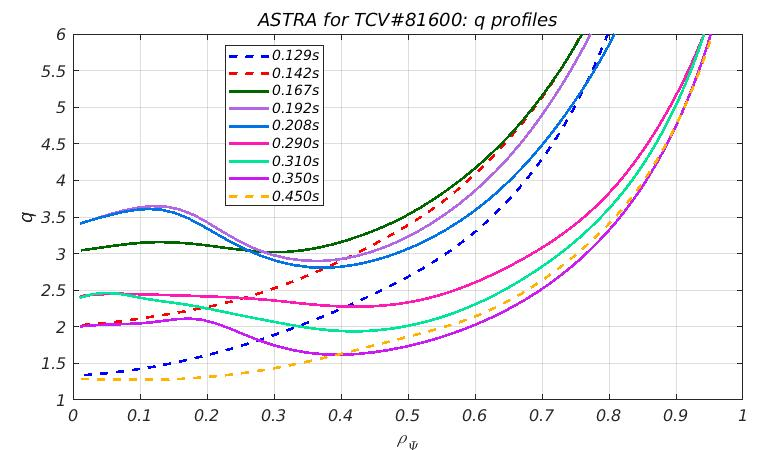 ASTRA for TCV#81600: q profiles
6
5.5
5
4.5
4
3.5
3
2.5
2
1.5
1
q
0.129s
0.142s
0.167s
0.192s
0.208s
0.290s
0.310s
0.350s
0.450s
0 0.1 0.2 0.3 0.4 0.5 0.6 0.7 0.8 0.9 1
ρΨ